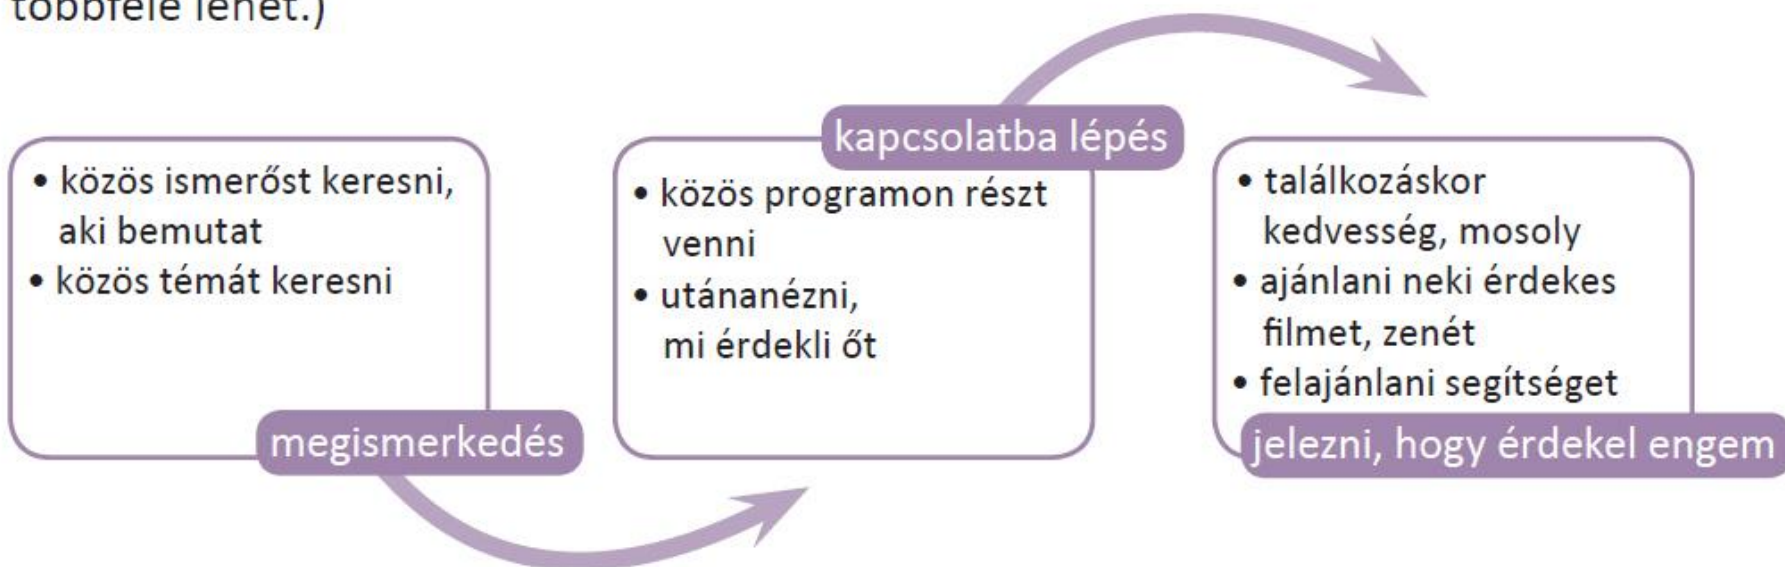 többféle lehet.)
• közös ismerőst keresni,
aki bemutat
• közös témát keresni
megismerkedés
kapcsolatba lépés
• közös programon részt
venni
• utánanézni,
mi érdekli őt
• találkozáskor
kedvesség, mosoly
• ajánlani neki érdekes
filmet, zenét
• felajánlani segítséget
jelezni, hogy érdekel engem